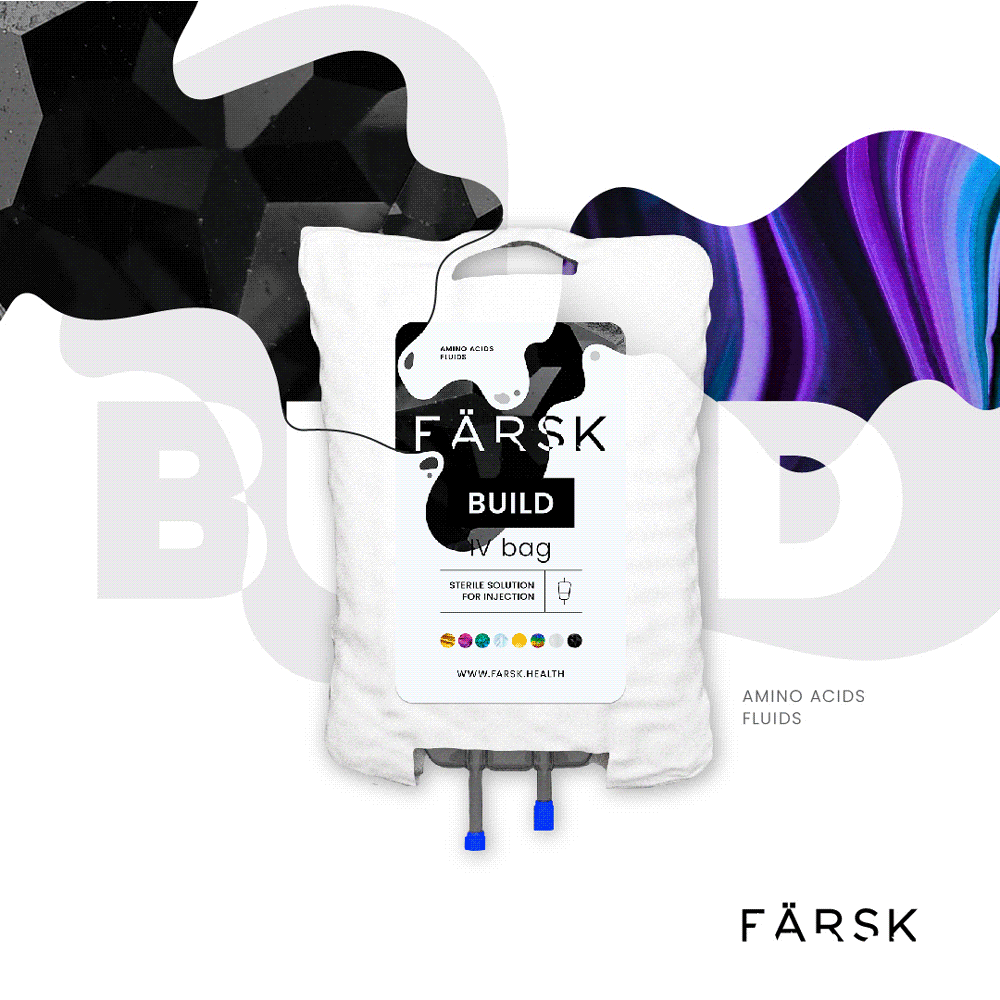 BUILD
AMINO ACIDS
FLUIDS
FÄRSK
BUILD
IV bag
STERILE SOLUTION
FOR INJECTION
WWW.FARSK.HEALTH
AMINO ACIDS
FLUIDS
FÄRSK